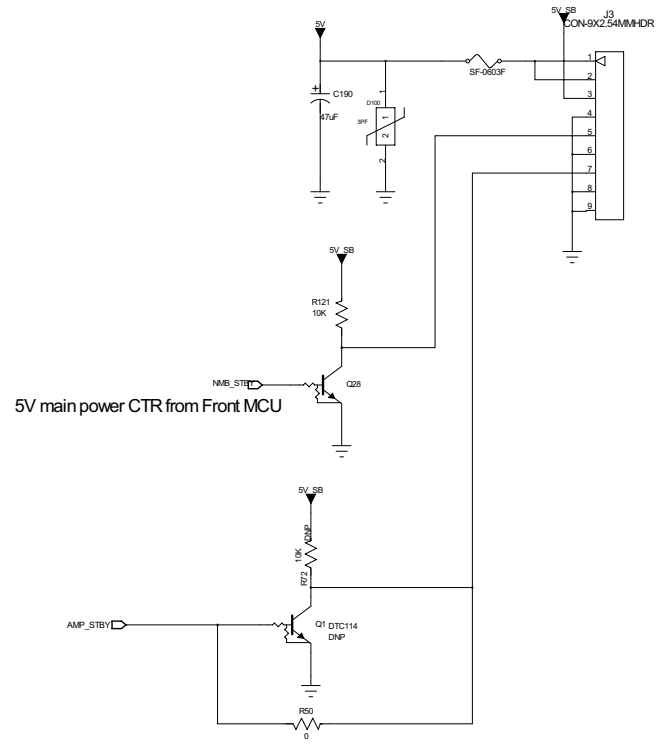 5V
5V_SB
J3
CON-9X2.54MMHDR
SF-0603F
1
2
3
4
5
6
7
8
9
C190
47uF
1
D100
1
3PF
2
2
5V_SB
R121
10K
NMB_STBY
Q28
5V main power CTR from Front MCU
5V_SB
DNP
10K
R72
AMP_STBY
Q1 DTC114
DNP
R50
0